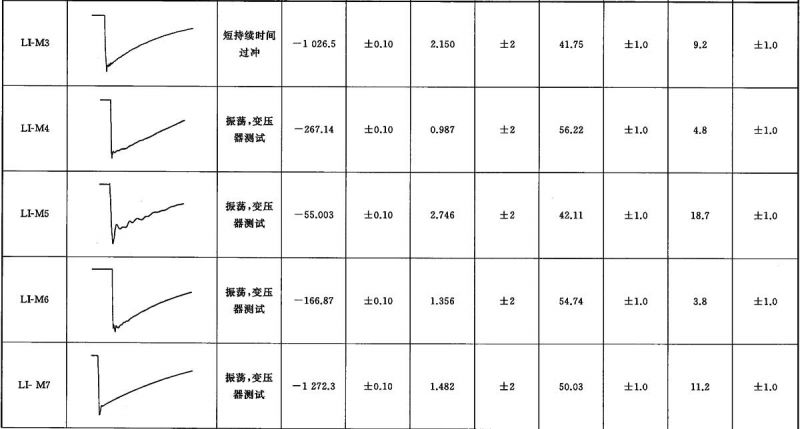 LI-M3 短持续时间过冲 −1 026.5 ±0.10 2.150 ±2 41.75 ±1.0 9.2 ±1.0
LI-M4 振荡,变压器测试 −267.14 ±0.10 0.987 ±2 56.22 ±1.0 4.8 ±1.0
LI-M5 振荡,变压器测试 −55.003 ±0.10 2.746 ±2 42.11 ±1.0 18.7 ±1.0
LI-M6 振荡,变压器测试 −166.87 ±0.10 1.356 ±2 54.74 ±1.0 3.8 ±1.0
LI- M7 振荡,变压器测试 −1 272.3 ±0.10 1.482 ±2 50.03 ±1.0 11.2 ±1.0